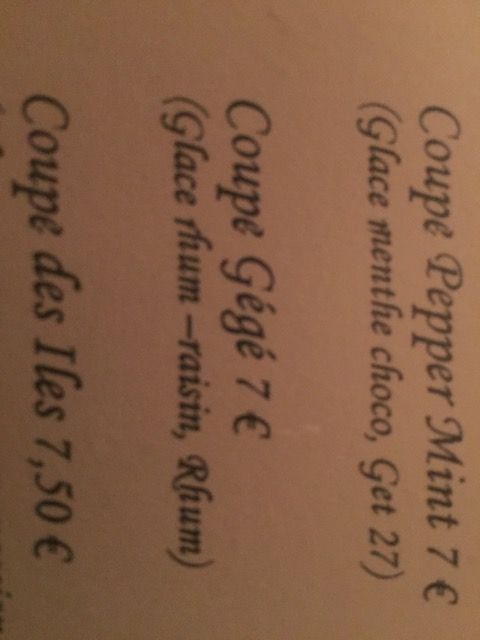 Coupe Pepper Mint 7 €
(Glace menthe choco, Get 27)
Coupe Gégé 7 €
(Glace rhum –raisin, Rhum)
Coupe des Iles 7,50 €